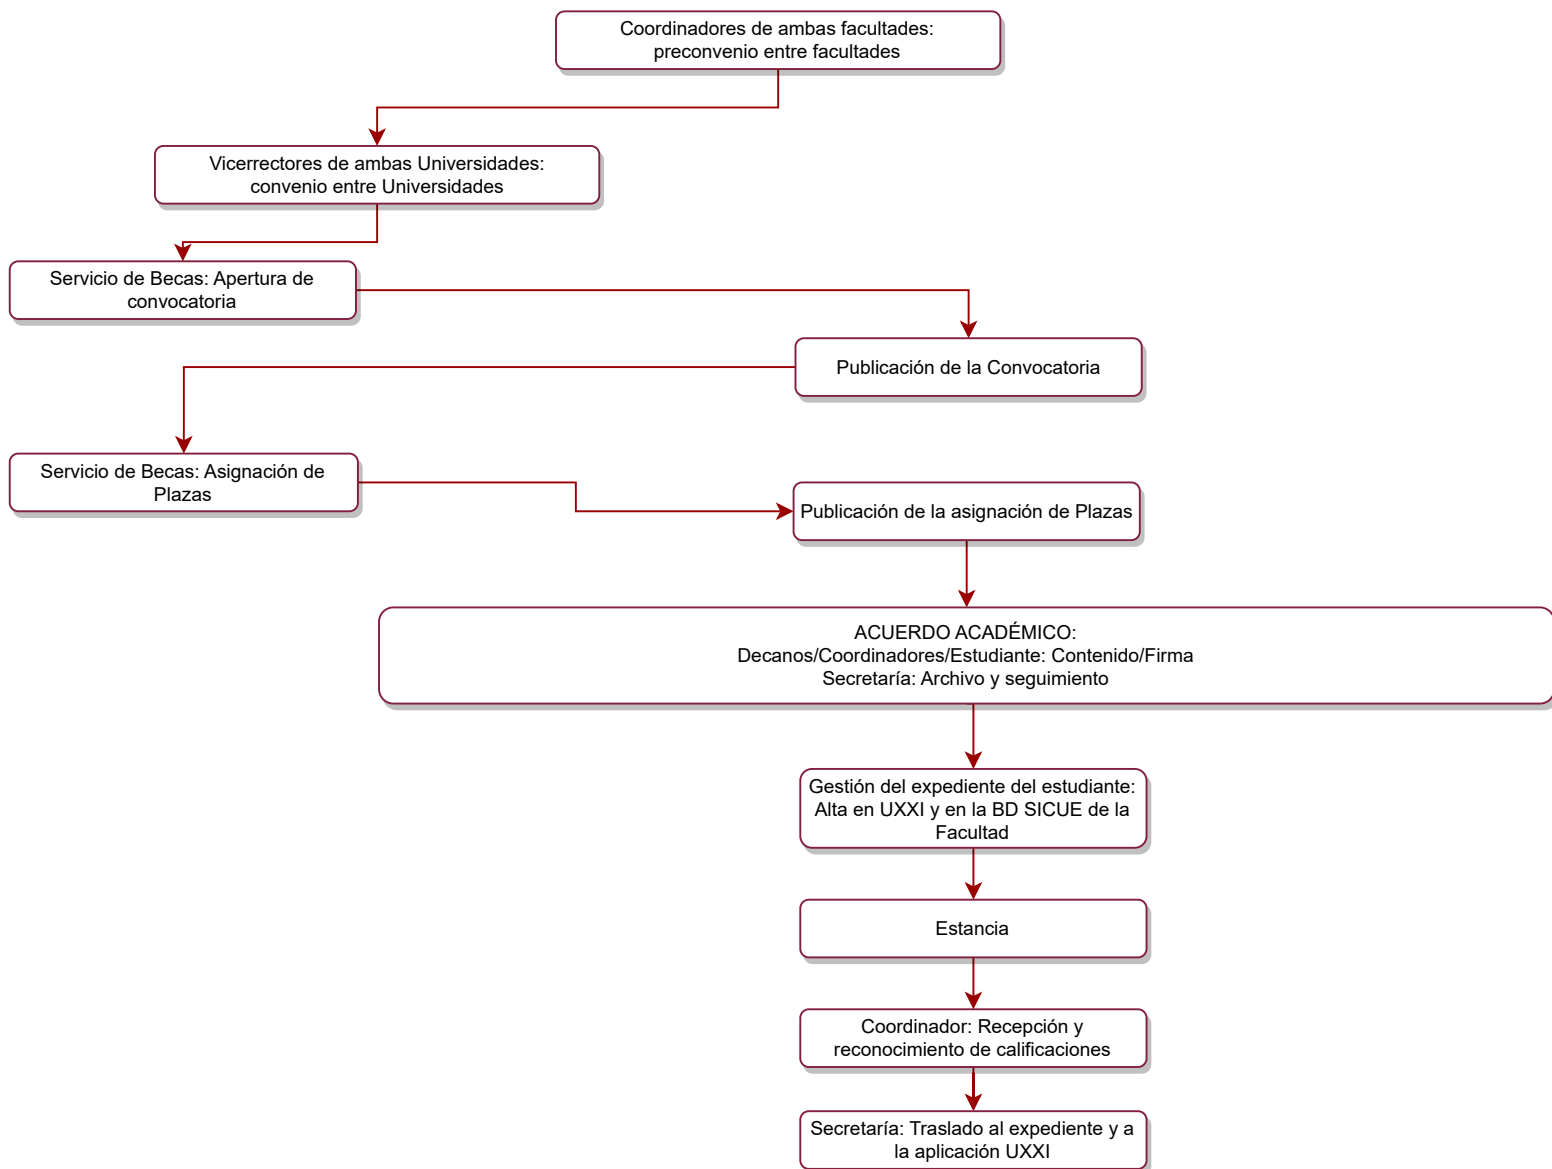 Coordinadores de ambas facultades:
preconvenio entre facultades
Vicerrectores de ambas Universidades:
convenio entre Universidades
Servicio de Becas: Apertura de
convocatoria
Publicación de la Convocatoria
Servicio de Becas: Asignación de
Plazas
Publicación de la asignación de Plazas
ACUERDO ACADÉMICO:
Decanos/Coordinadores/Estudiante: Contenido/Firma
Secretaría: Archivo y seguimiento
Gestión del expediente del estudiante:
Alta en UXXI y en la BD SICUE de la
Facultad
Estancia
Coordinador: Recepción y
reconocimiento de calificaciones
Secretaría: Traslado al expediente y a
la aplicación UXXI